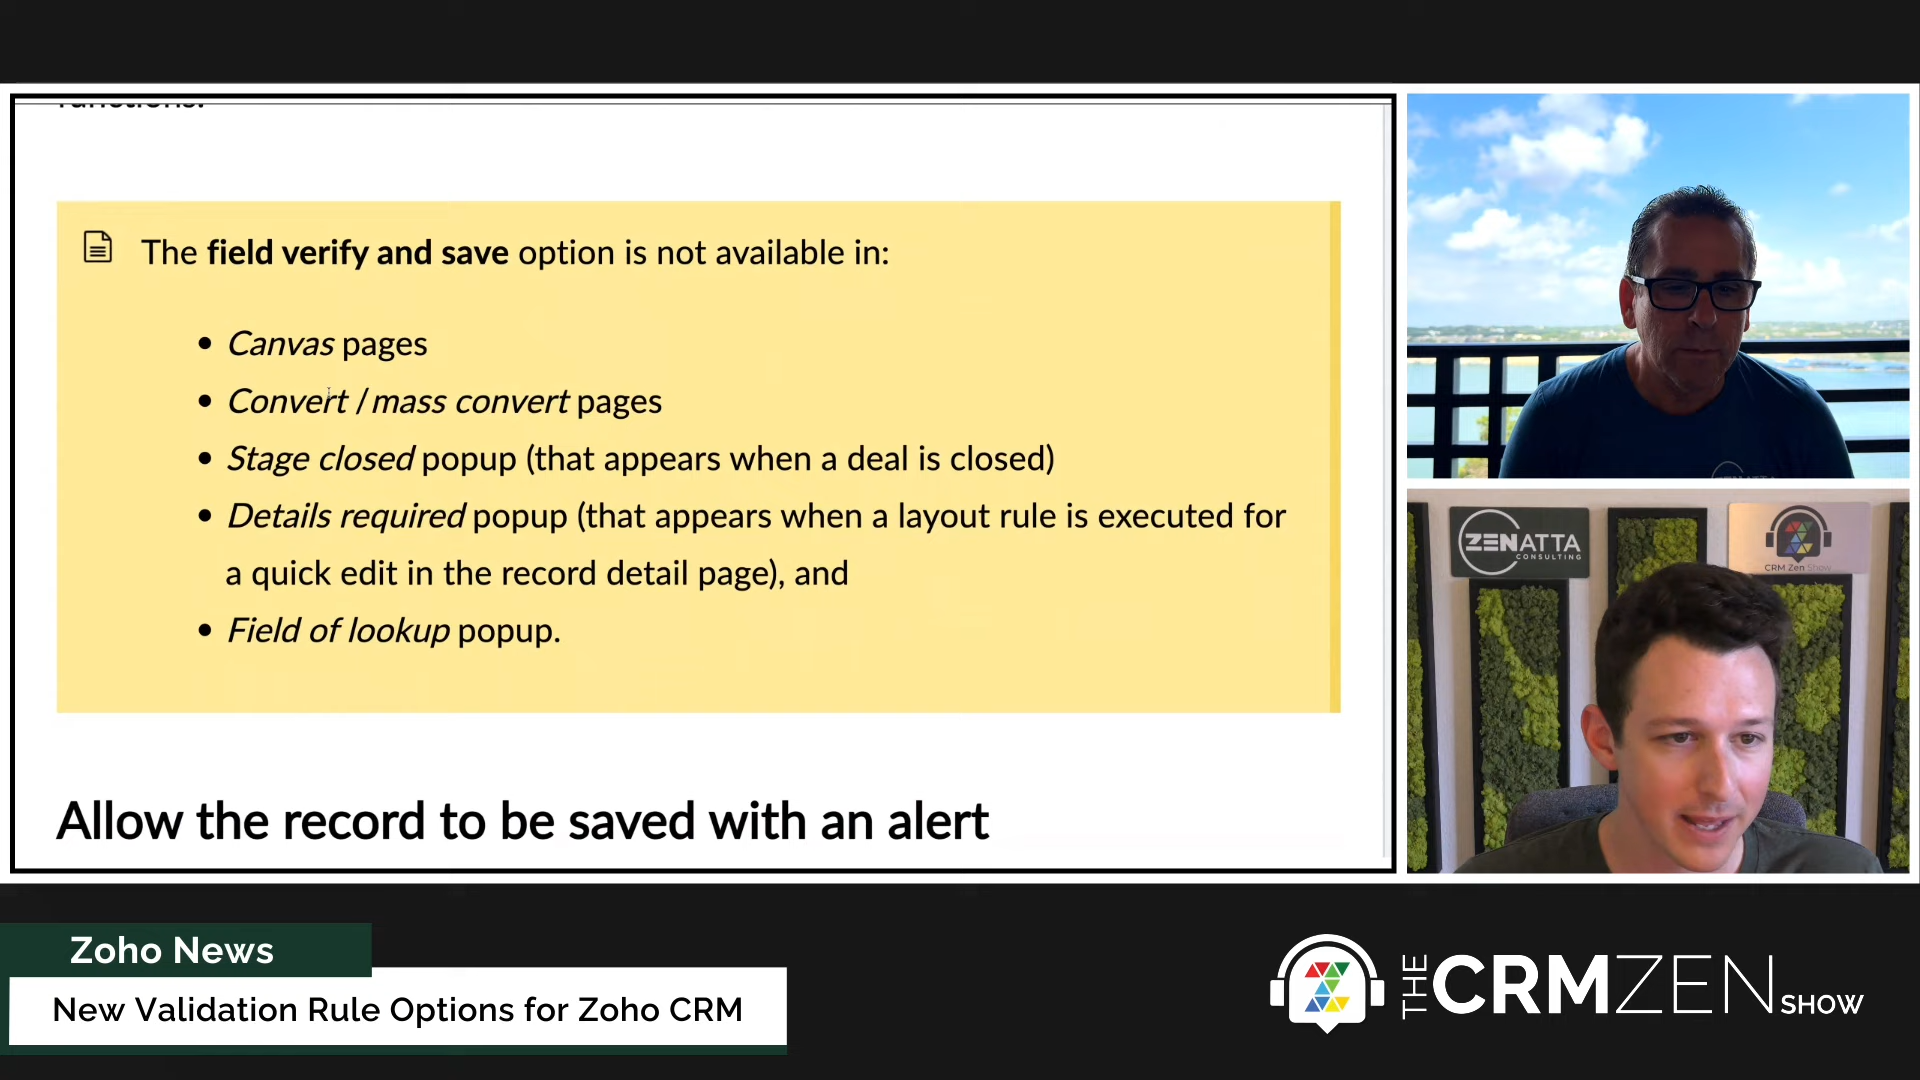 functions.
The field verify and save option is not available in:
• Canvas pages
• Convert / mass convert pages
• Stage closed popup (that appears when a deal is closed)
• Details required popup (that appears when a layout rule is executed for
a quick edit in the record detail page), and
• Field of lookup popup.
Allow the record to be saved with an alert
ZENATTA
CONSULTING
CRM Zen Show
Zoho News
New Validation Rule Options for Zoho CRM
THE CRMZEN SHOW